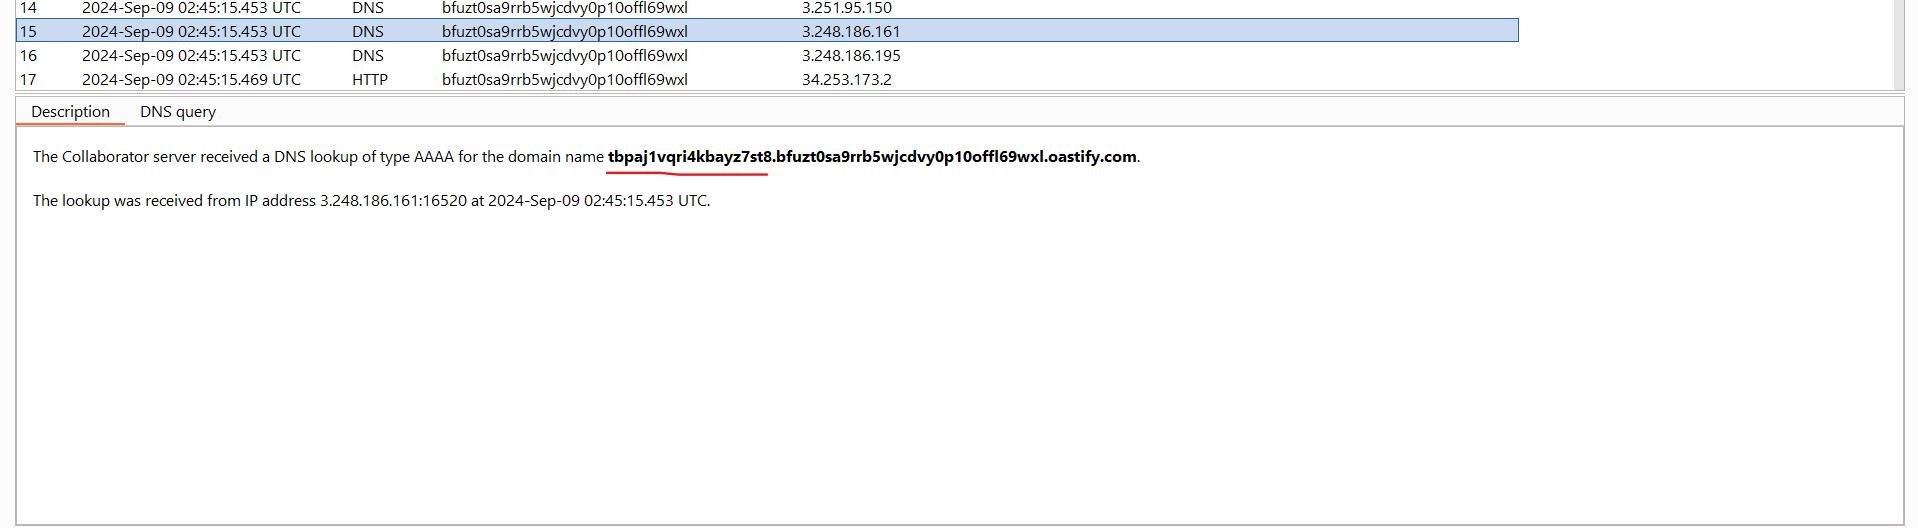 14 2024-Sep-09 02:45:15.453 UTC DNS bfuzt0sa9rrb5wjcdvy0p10offl69wxl 3.251.95.150
15 2024-Sep-09 02:45:15.453 UTC DNS bfuzt0sa9rrb5wjcdvy0p10offl69wxl 3.248.186.161
16 2024-Sep-09 02:45:15.453 UTC DNS bfuzt0sa9rrb5wjcdvy0p10offl69wxl 3.248.186.195
17 2024-Sep-09 02:45:15.469 UTC HTTP bfuzt0sa9rrb5wjcdvy0p10offl69wxl 34.253.173.2
Description DNS query
The Collaborator server received a DNS lookup of type AAAA for the domain name tbpaj1vqri4kbayz7st8.bfuzt0sa9rrb5wjcdvy0p10offl69wxl.oastify.com.
The lookup was received from IP address 3.248.186.161:16520 at 2024-Sep-09 02:45:15.453 UTC.